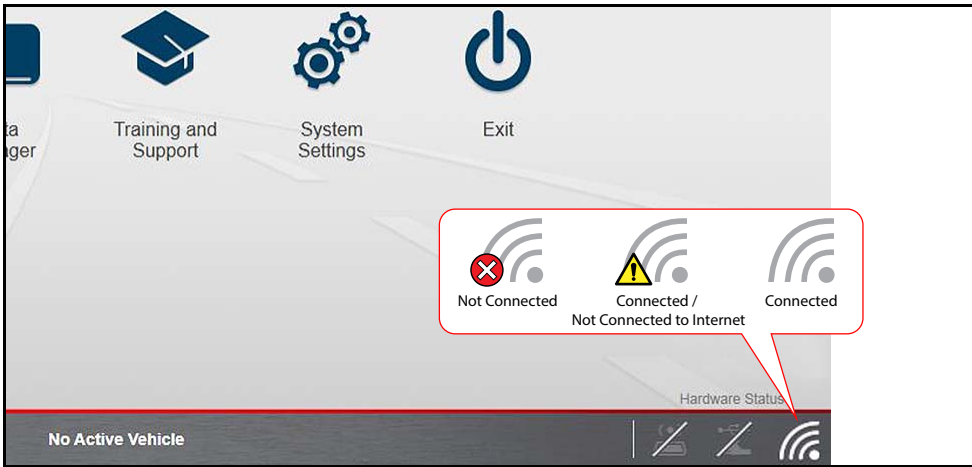 ta
nger
Training and
Support
System
Settings
Exit
Not Connected
Connected /
Not Connected to Internet
Connected
Hardware Status
No Active Vehicle